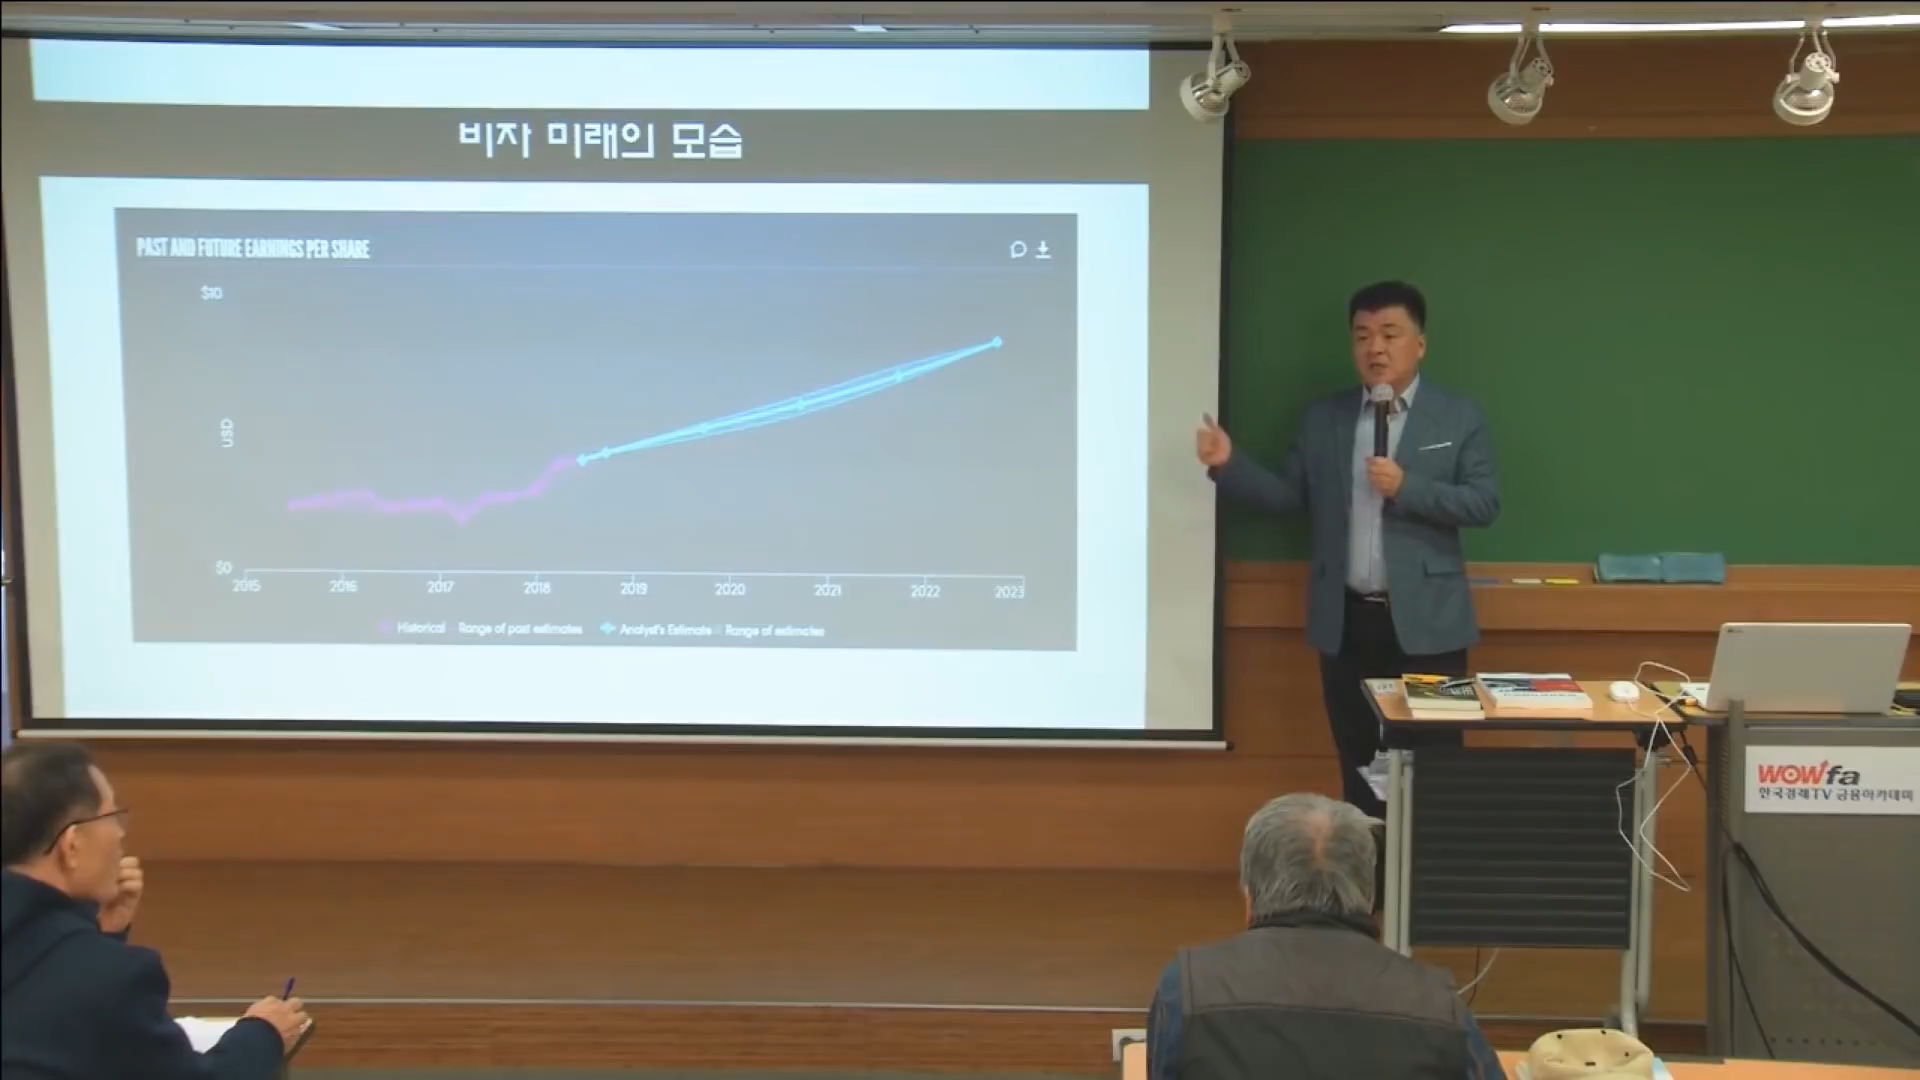 비자 미래의 모습
PAST AND FUTURE EARNINGS PER SHARE
$10
USD
$0
2015 2016 2017 2018 2019 2020 2021 2022 2023
Historical Range of past estimates Analyst's Estimate Range of estimates
WOWfa
한국경제TV 금융아카데미